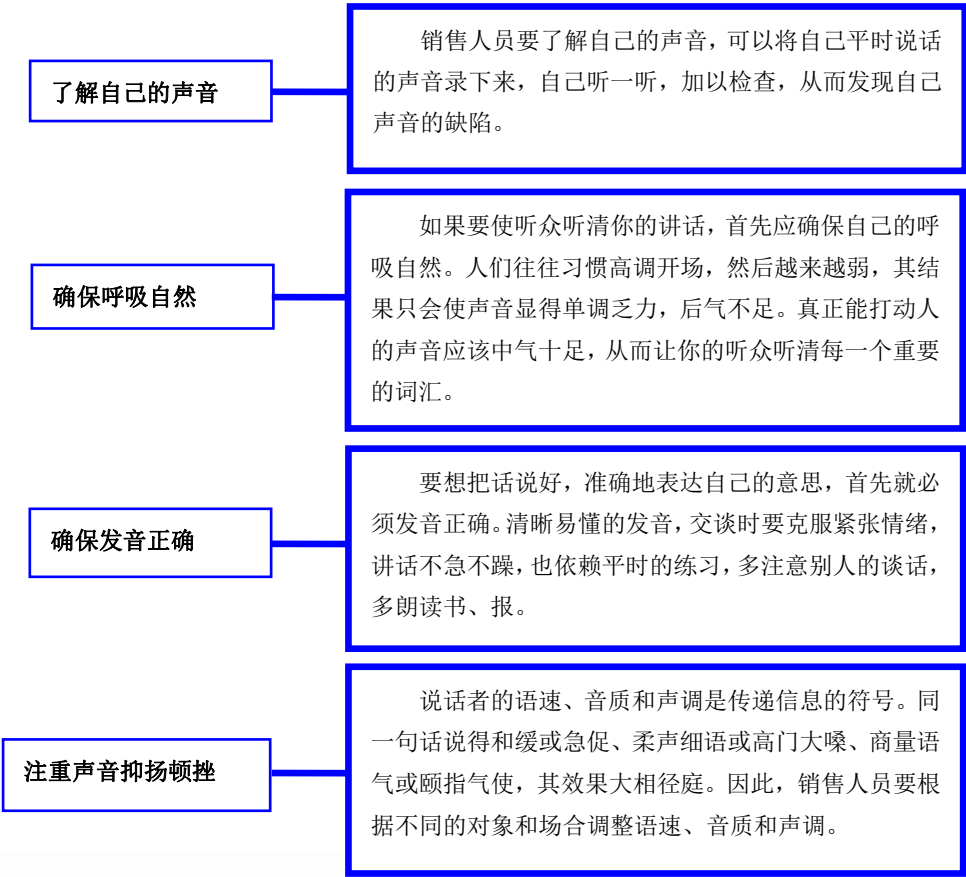 了解自己的声音
销售人员要了解自己的声音，可以将自己平时说话
的声音录下来，自己听一听，加以检查，从而发现自己
声音的缺陷。
确保呼吸自然
如果要使听众听清你的讲话，首先应确保自己的呼
吸自然。人们往往习惯高调开场，然后越来越弱，其结
果只会使声音显得单调乏力，后气不足。真正能打动人
的声音应该中气十足，从而让你的听众听清每一个重要
的词汇。
确保发音正确
要想把话说好，准确地表达自己的意思，首先就必
须发音正确。清晰易懂的发音，交谈时要克服紧张情绪，
讲话不急不躁，也依赖平时的练习，多注意别人的谈话，
多朗读书、报。
注重声音抑扬顿挫
说话者的语速、音质和声调是传递信息的符号。同
一句话说得和缓或急促、柔声细语或高门大嗓、商量语
气或颐指气使，其效果大相径庭。因此，销售人员要根
据不同的对象和场合调整语速、音质和声调。